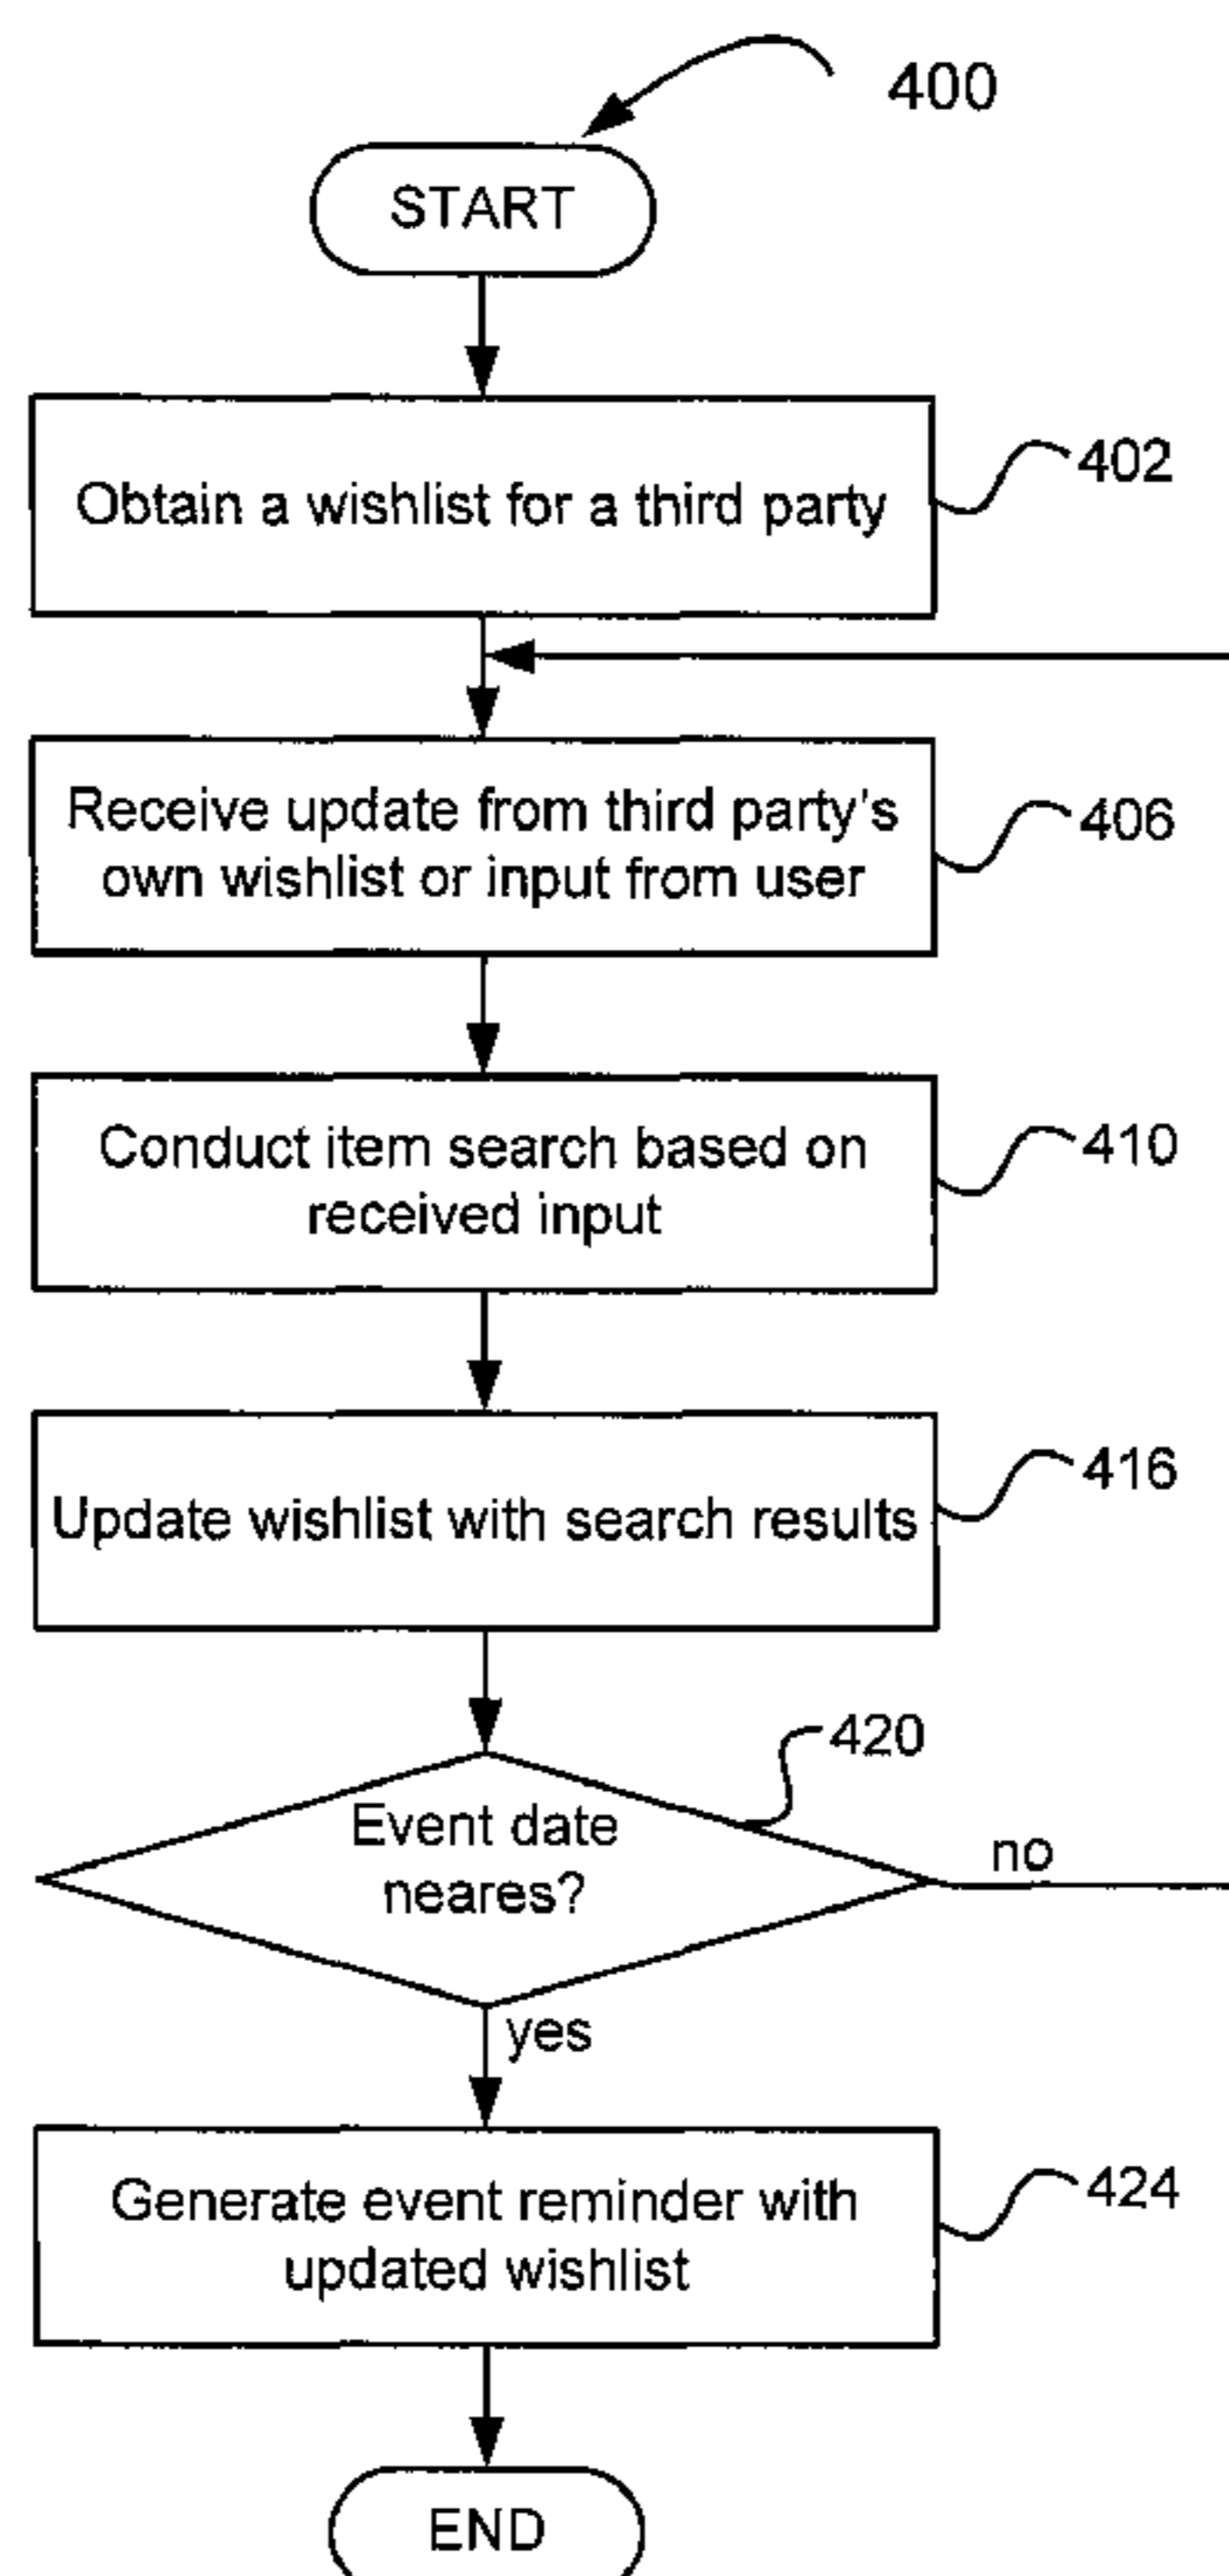 400
START
Obtain a wishlist for a third party
402
Receive update from third party's
own wishlist or input from user
406
Conduct item search based on
received input
410
Update wishlist with search results
416
420
Event date
neares?
no
yes
Generate event reminder with
updated wishlist
424
END